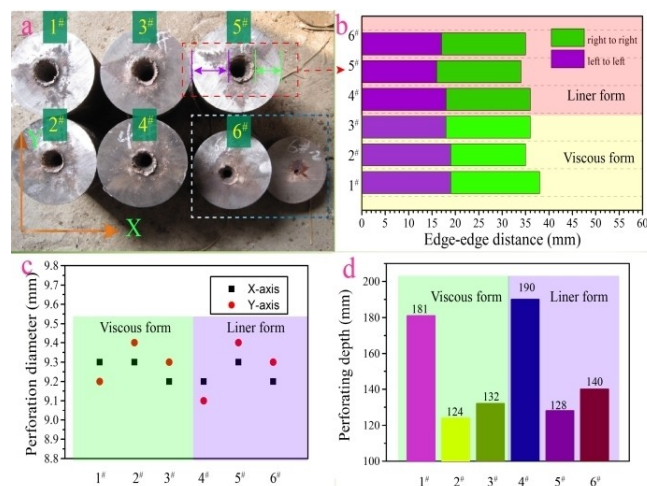 a
1# 3# 5#
2# 4# 6#
Y
X
b
right to right
left to left
6#
5#
4#
3#
2#
1#
Liner form
Viscous form
0 5 10 15 20 25 30 35 40 45 50 55 60
Edge-edge distance (mm)
c
Perforation diameter (mm)
9.8
9.7
9.6
9.5
9.4
9.3
9.2
9.1
9.0
8.9
8.8
X-axis
Y-axis
Viscous form Liner form
1# 2# 3# 4# 5# 6#
d
Perforating depth (mm)
200
180
160
140
120
100
Viscous form Liner form
181 124 132 190 128 140
1# 2# 3# 4# 5# 6#